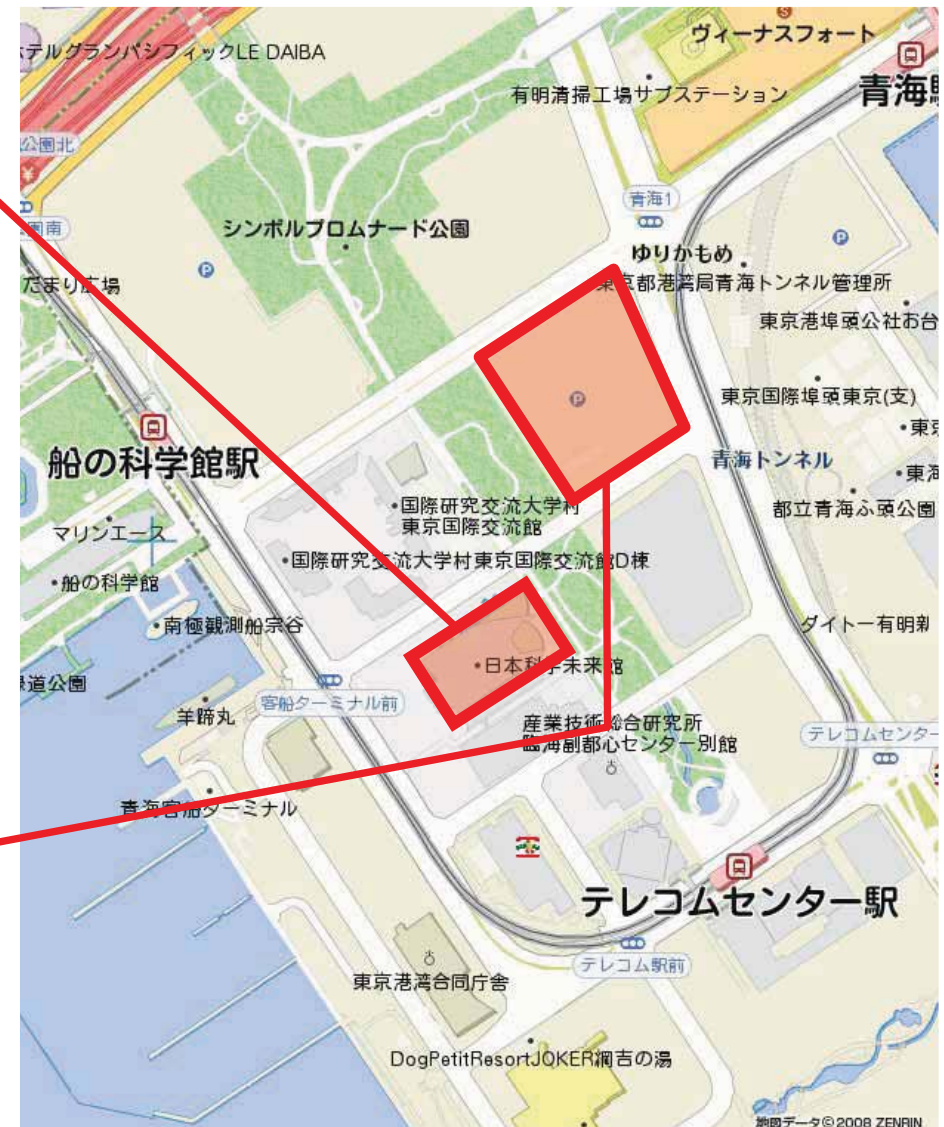 ヴィーナスフォート
テルグランパシフィックLE DAIBA
有明清掃工場サブステーション
青海駅
公園北
青海1
園南
シンボルプロムナード公園
ゆりかもめ
東京都港湾局青海トンネル管理所
だまり広場
東京港埠頭公社お台
東京国際埠頭東京(支)
船の科学館駅
青海トンネル
・東海
・国際研究交流大学村
東京国際交流館
都立青海ふ頭公園
マリンエース
・国際研究交流大学村東京国際交流館D棟
・船の科学館
・南極観測船宗谷
ダイトー有明
・日本科学未来館
道公園
客船ターミナル前
羊蹄丸
産業技術総合研究所
臨海副都心センター別館
テレコムセンター
青海客船ターミナル
テレコムセンター駅
テレコム駅前
東京港湾合同庁舎
DogPetitResortJOKER綱吉の湯
地図データ©2008 ZENRIN